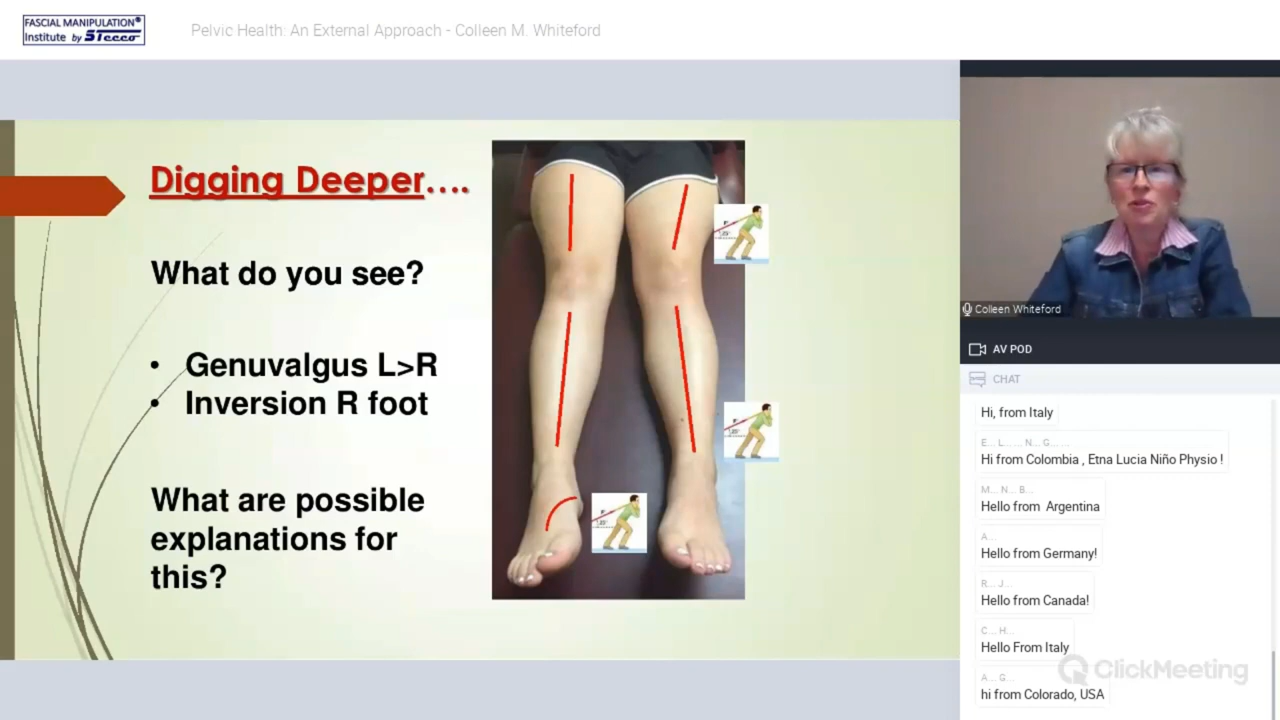 FASCIAL MANIPULATION®
Institute by Stecco
Pelvic Health: An External Approach - Colleen M. Whiteford
Digging Deeper….
What do you see?
• Genuvalgus L>R
• Inversion R foot
What are possible
explanations for
this?
Colleen Whiteford
AV POD
CHAT
Hi, from Italy
E... L... ... N... G... ...
Hi from Colombia , Etna Lucia Niño Physio !
M... N... B...
Hello from Argentina
A...
Hello from Germany!
R... J...
Hello from Canada!
C... H...
Hello From Italy
A... G...
hi from Colorado, USA
ClickMeeting